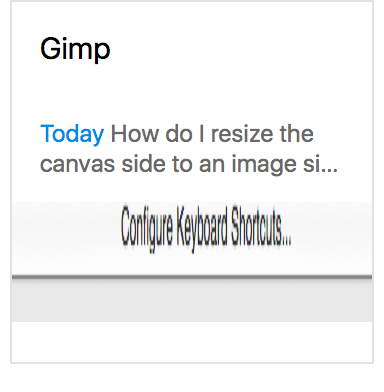 Gimp
Today How do I resize the
canvas side to an image si...
Configure Keyboard Shortcuts...